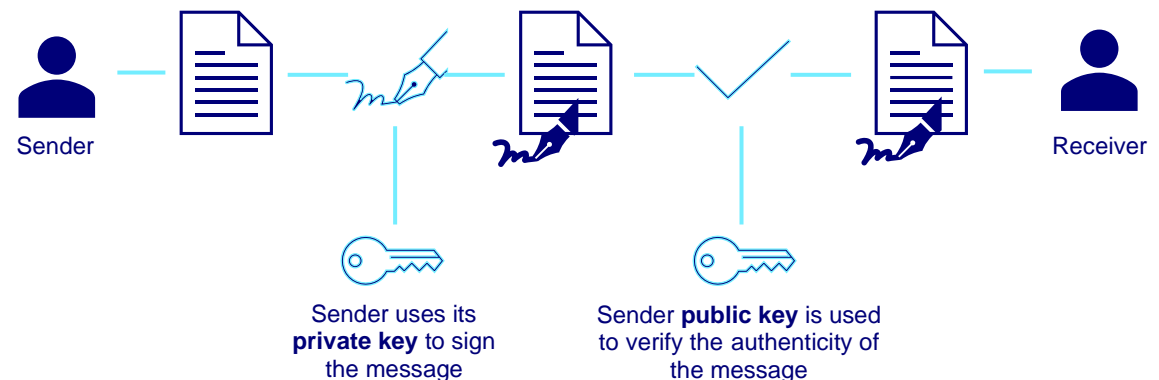 Sender
Receiver
Sender uses its
private key to sign
the message
Sender public key is used
to verify the authenticity of
the message